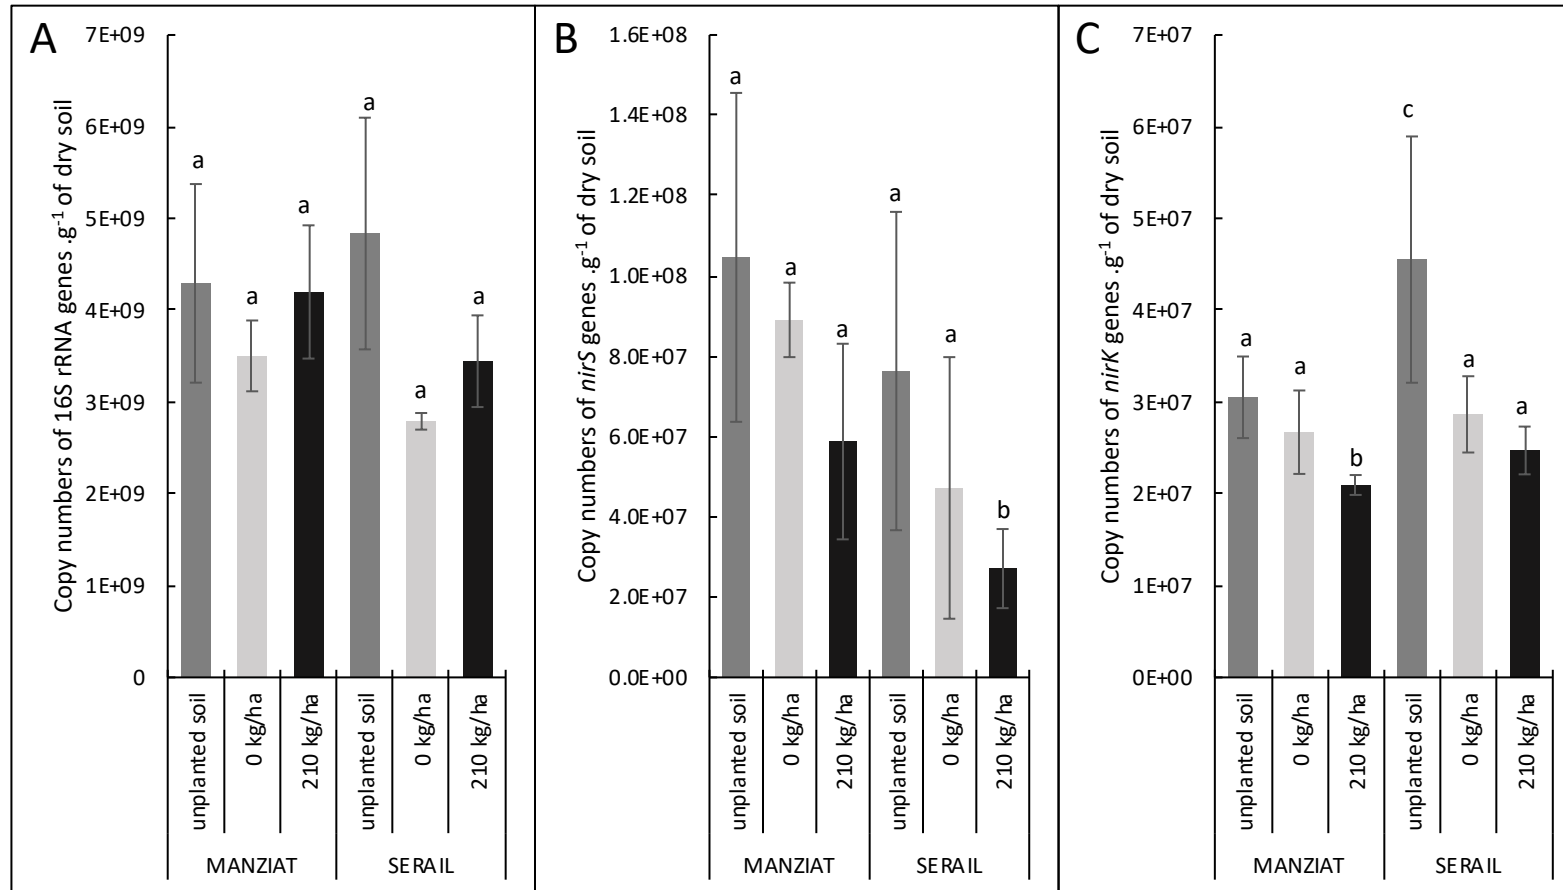 A
Copy numbers of 16S rRNA genes .g⁻¹ of dry soil
7E+09
6E+09
5E+09
4E+09
3E+09
2E+09
1E+09
0
a
a
a
a
a
a
unplanted soil
0 kg/ha
210 kg/ha
unplanted soil
0 kg/ha
210 kg/ha
MANZIAT
SERAIL
B
Copy numbers of nirS genes .g⁻¹ of dry soil
1.6E+08
1.4E+08
1.2E+08
1.0E+08
8.0E+07
6.0E+07
4.0E+07
2.0E+07
0.0E+00
a
a
a
a
a
b
unplanted soil
0 kg/ha
210 kg/ha
unplanted soil
0 kg/ha
210 kg/ha
MANZIAT
SERAIL
C
Copy numbers of nirK genes .g⁻¹ of dry soil
7E+07
6E+07
5E+07
4E+07
3E+07
2E+07
1E+07
0E+00
a
a
b
c
a
a
unplanted soil
0 kg/ha
210 kg/ha
unplanted soil
0 kg/ha
210 kg/ha
MANZIAT
SERAIL